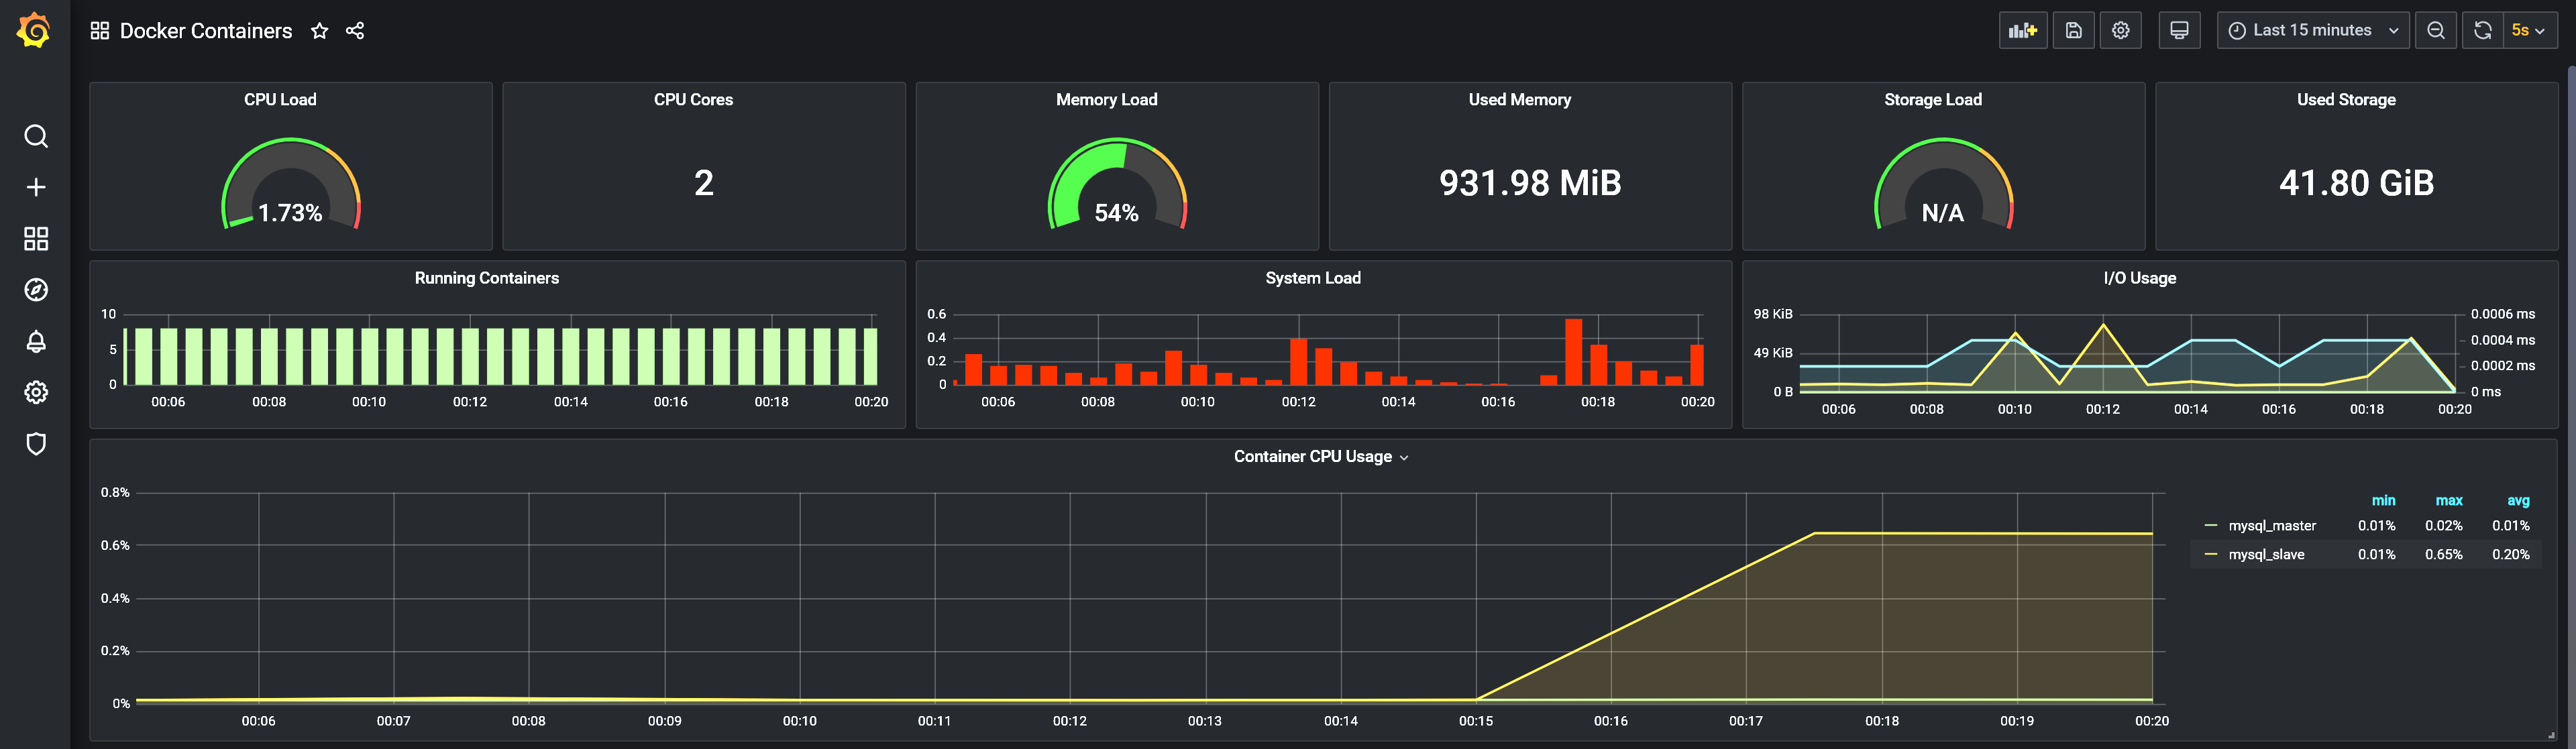 Docker Containers
Last 15 minutes
5s
CPU Load
1.73%
CPU Cores
2
Memory Load
54%
Used Memory
931.98 MiB
Storage Load
N/A
Used Storage
41.80 GiB
Running Containers
10
5
0
00:06 00:08 00:10 00:12 00:14 00:16 00:18 00:20
System Load
0.6
0.4
0.2
0
00:06 00:08 00:10 00:12 00:14 00:16 00:18 00:20
I/O Usage
98 KiB 0.0006 ms
0.0004 ms
49 KiB
0.0002 ms
0 B 0 ms
00:06 00:08 00:10 00:12 00:14 00:16 00:18 00:20
Container CPU Usage
0.8%
0.6%
0.4%
0.2%
0%
00:06 00:07 00:08 00:09 00:10 00:11 00:12 00:13 00:14 00:15 00:16 00:17 00:18 00:19 00:20
min max avg
mysql_master 0.01% 0.02% 0.01%
mysql_slave 0.01% 0.65% 0.20%